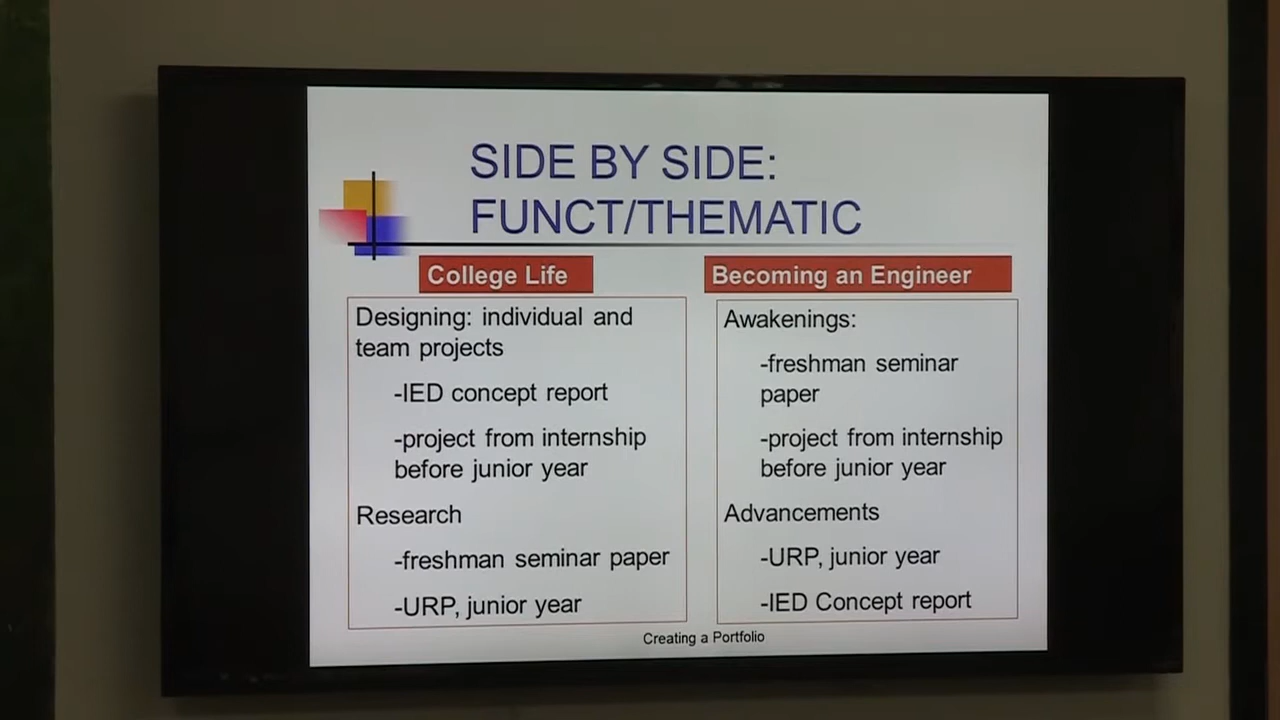 SIDE BY SIDE:
FUNCT/THEMATIC
College Life
Designing: individual and
team projects
-IED concept report
-project from internship
before junior year
Research
-freshman seminar paper
-URP, junior year
Becoming an Engineer
Awakenings:
-freshman seminar
paper
-project from internship
before junior year
Advancements
-URP, junior year
-IED Concept report
Creating a Portfolio